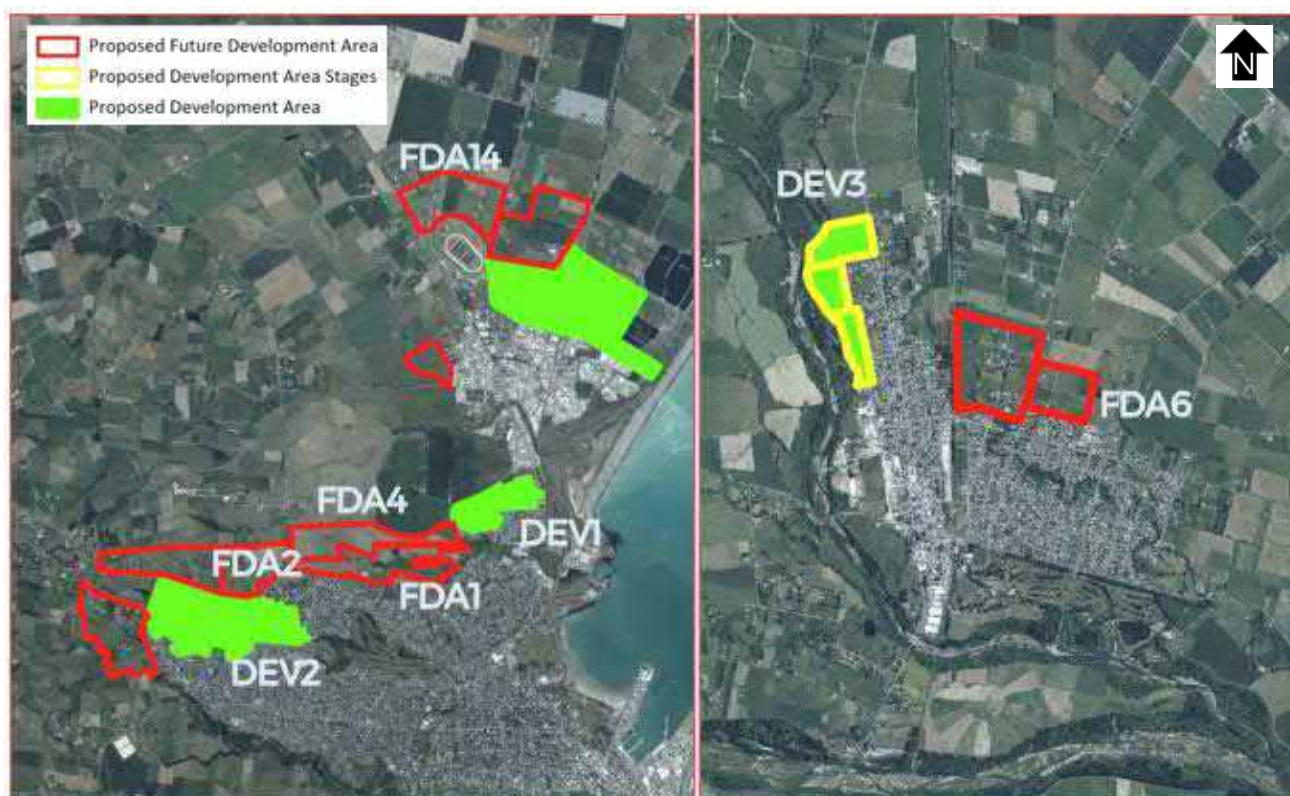 Proposed Future Development Area
Proposed Development Area Stages
Proposed Development Area
N
FDA14
DEV3
FDA6
FDA4
DEV1
FDA2
FDA1
DEV2